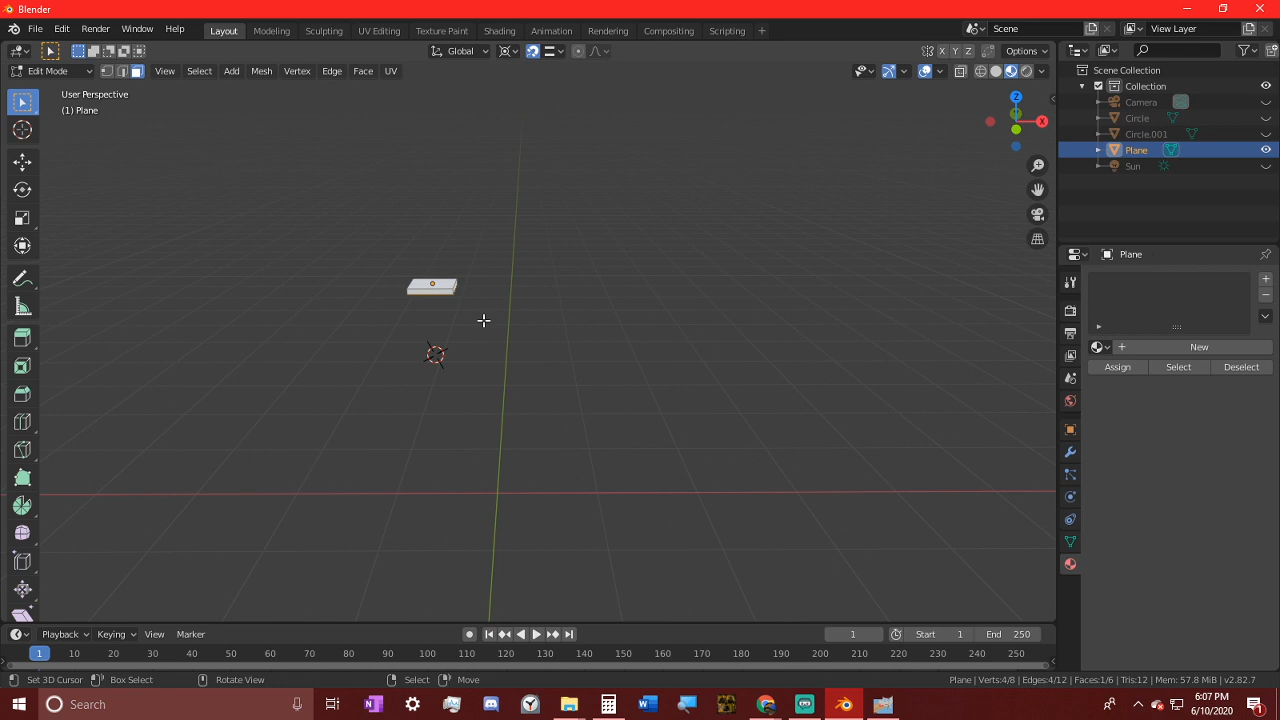 Blender
File Edit Render Window Help
Layout Modeling Sculpting UV Editing Texture Paint Shading Animation Rendering Compositing Scripting +
Scene
View Layer
Global
X Y Z
Options
Edit Mode
View Select Add Mesh Vertex Edge Face UV
User Perspective
(1) Plane
Z
X
Scene Collection
Collection
Camera
Circle
Circle.001
Plane
Sun
Plane
New
Assign Select Deselect
Playback Keying View Marker
1
Start 1
End 250
1 10 20 30 40 50 60 70 80 90 100 110 120 130 140 150 160 170 180 190 200 210 220 230 240 250
Set 3D Cursor Box Select Rotate View Select Move
Plane | Verts:4/8 | Edges:4/12 | Faces:1/6 | Tris:12 | Mem: 57.8 MiB | v2.82.7
Search
6:07 PM
6/10/2020